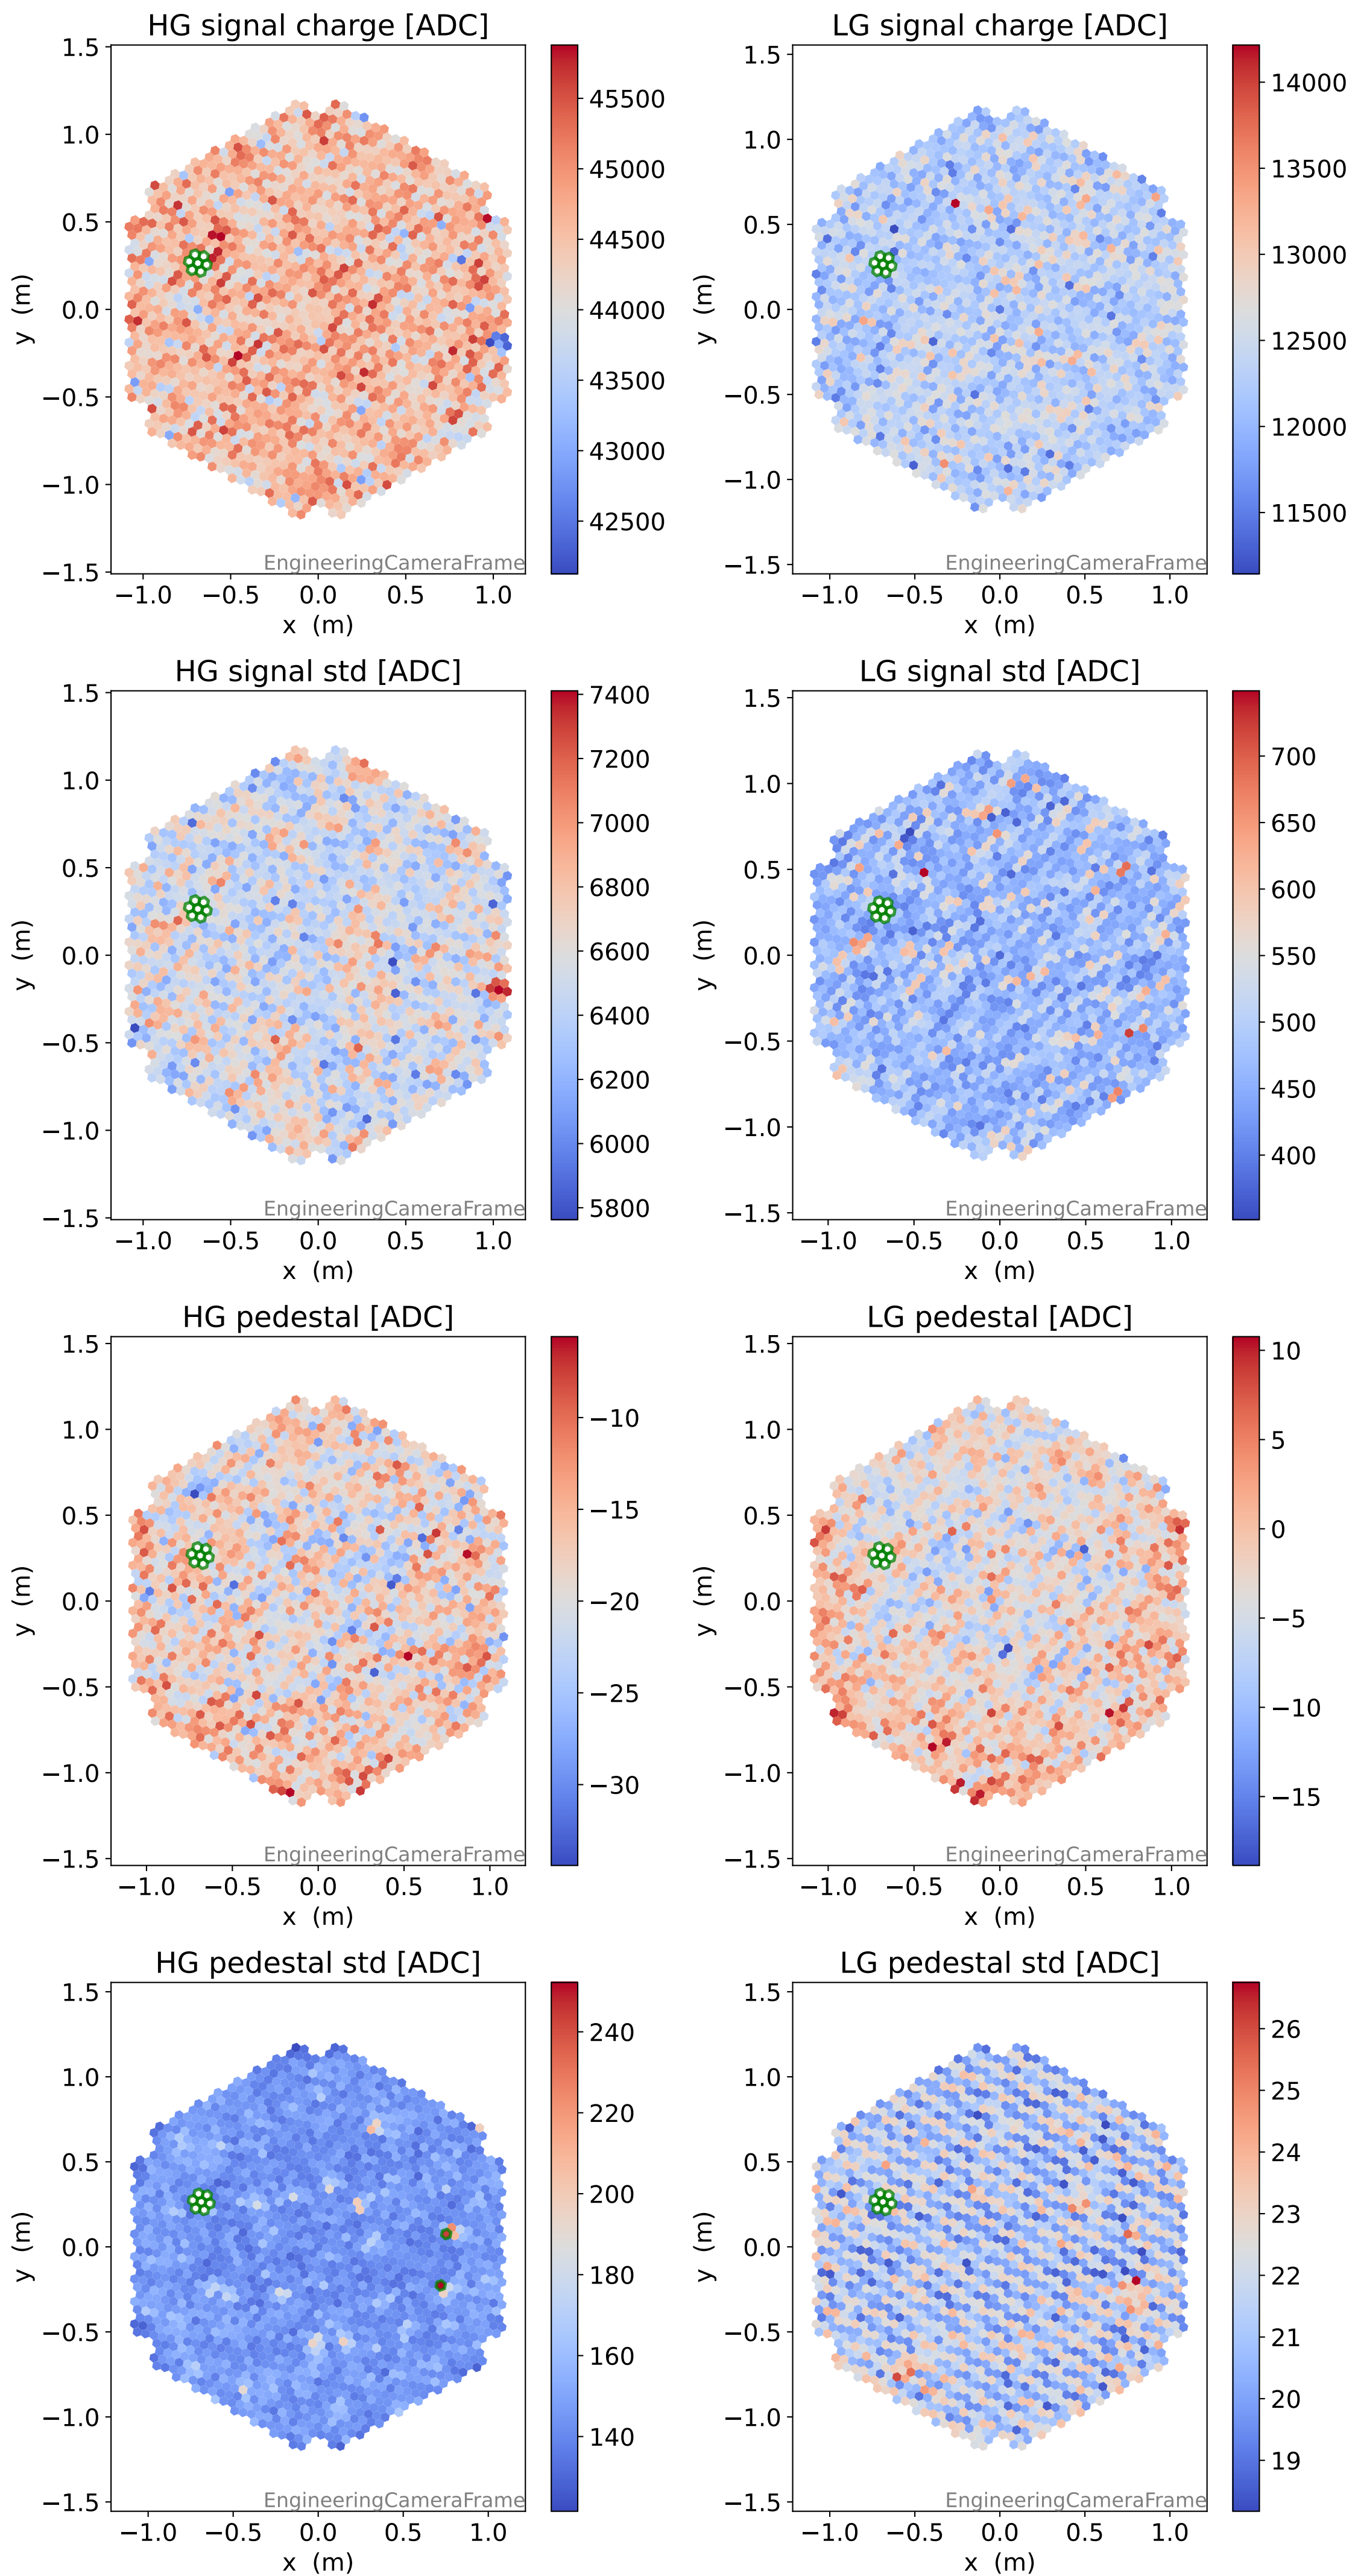 HG signal charge [ADC]
1.5
1.0
0.5
0.0
−0.5
−1.0
−1.5
y (m)
EngineeringCameraFrame
−1.0 −0.5 0.0 0.5 1.0
x (m)
45500
45000
44500
44000
43500
43000
42500
LG signal charge [ADC]
1.5
1.0
0.5
0.0
−0.5
−1.0
−1.5
y (m)
EngineeringCameraFrame
−1.0 −0.5 0.0 0.5 1.0
x (m)
14000
13500
13000
12500
12000
11500
HG signal std [ADC]
1.5
1.0
0.5
0.0
−0.5
−1.0
−1.5
y (m)
EngineeringCameraFrame
−1.0 −0.5 0.0 0.5 1.0
x (m)
7400
7200
7000
6800
6600
6400
6200
6000
5800
LG signal std [ADC]
1.5
1.0
0.5
0.0
−0.5
−1.0
−1.5
y (m)
EngineeringCameraFrame
−1.0 −0.5 0.0 0.5 1.0
x (m)
700
650
600
550
500
450
400
HG pedestal [ADC]
1.5
1.0
0.5
0.0
−0.5
−1.0
−1.5
y (m)
EngineeringCameraFrame
−1.0 −0.5 0.0 0.5 1.0
x (m)
−10
−15
−20
−25
−30
LG pedestal [ADC]
1.5
1.0
0.5
0.0
−0.5
−1.0
−1.5
y (m)
EngineeringCameraFrame
−1.0 −0.5 0.0 0.5 1.0
x (m)
10
5
0
−5
−10
−15
HG pedestal std [ADC]
1.5
1.0
0.5
0.0
−0.5
−1.0
−1.5
y (m)
EngineeringCameraFrame
−1.0 −0.5 0.0 0.5 1.0
x (m)
240
220
200
180
160
140
LG pedestal std [ADC]
1.5
1.0
0.5
0.0
−0.5
−1.0
−1.5
y (m)
EngineeringCameraFrame
−1.0 −0.5 0.0 0.5 1.0
x (m)
26
25
24
23
22
21
20
19